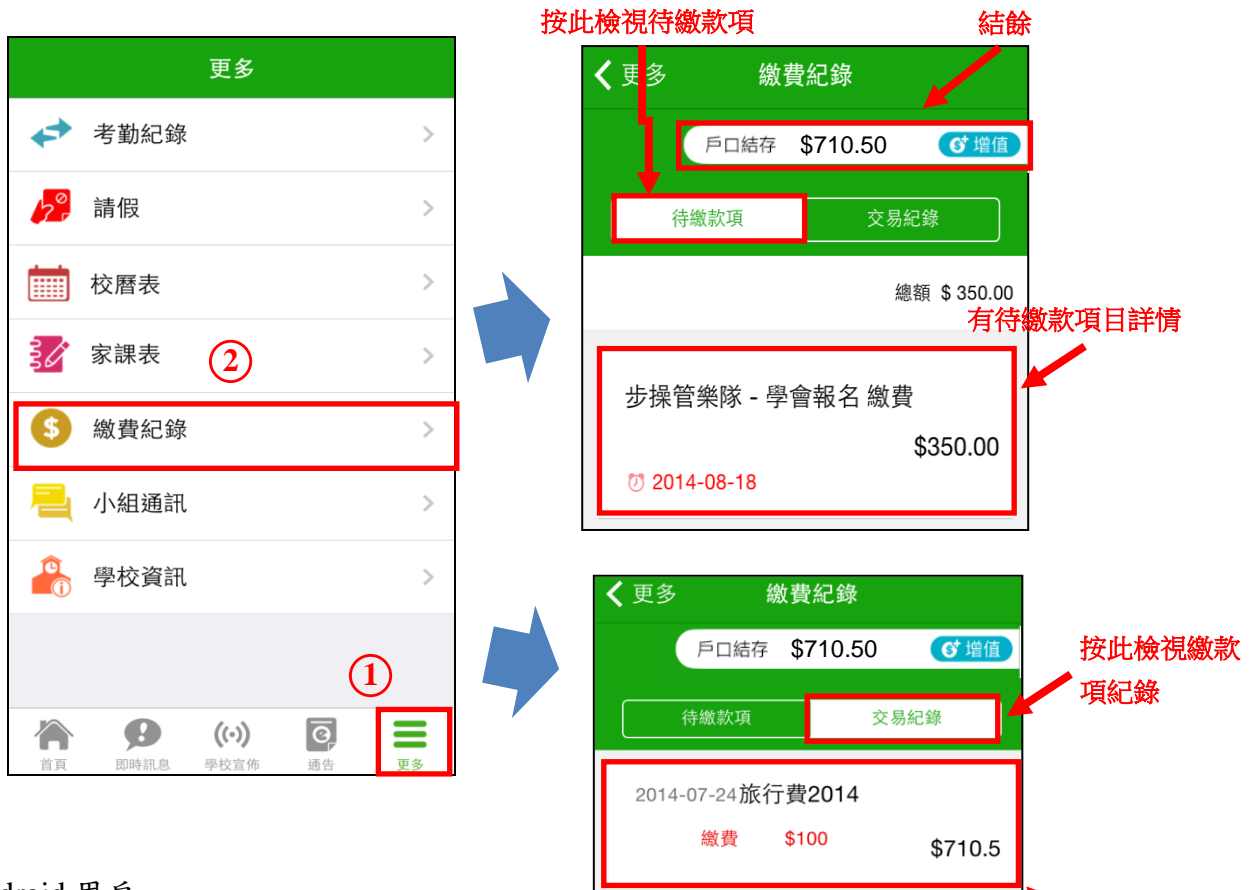 更多
考勤紀錄
請假
校曆表
家課表
②
繳費紀錄
小組通訊
學校資訊
①
首頁 即時訊息 學校宣佈 通告 更多
按此檢視待繳款項
結餘
更多 繳費紀錄
戶口結存 $710.50 增值
待繳款項 交易紀錄
總額 $ 350.00
有待繳款項目詳情
步操管樂隊 - 學會報名 繳費
$350.00
2014-08-18
更多 繳費紀錄
戶口結存 $710.50 增值
按此檢視繳款
項紀錄
待繳款項 交易紀錄
2014-07-24旅行費2014
繳費 $100
$710.5